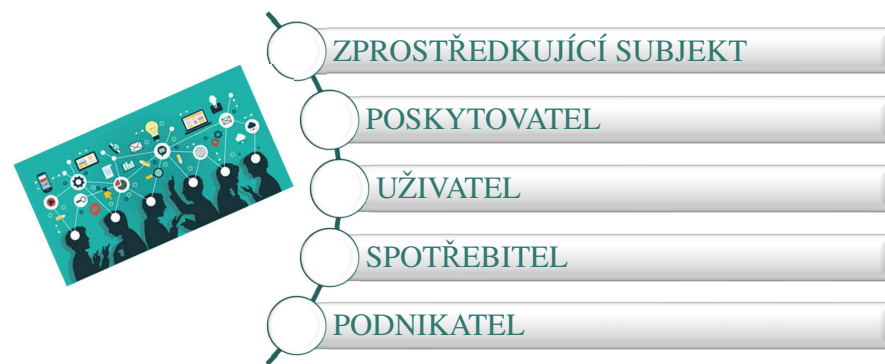 ZPROSTŘEDKUJÍCÍ SUBJEKT
POSKYTOVATEL
UŽIVATEL
SPOTŘEBITEL
PODNIKATEL